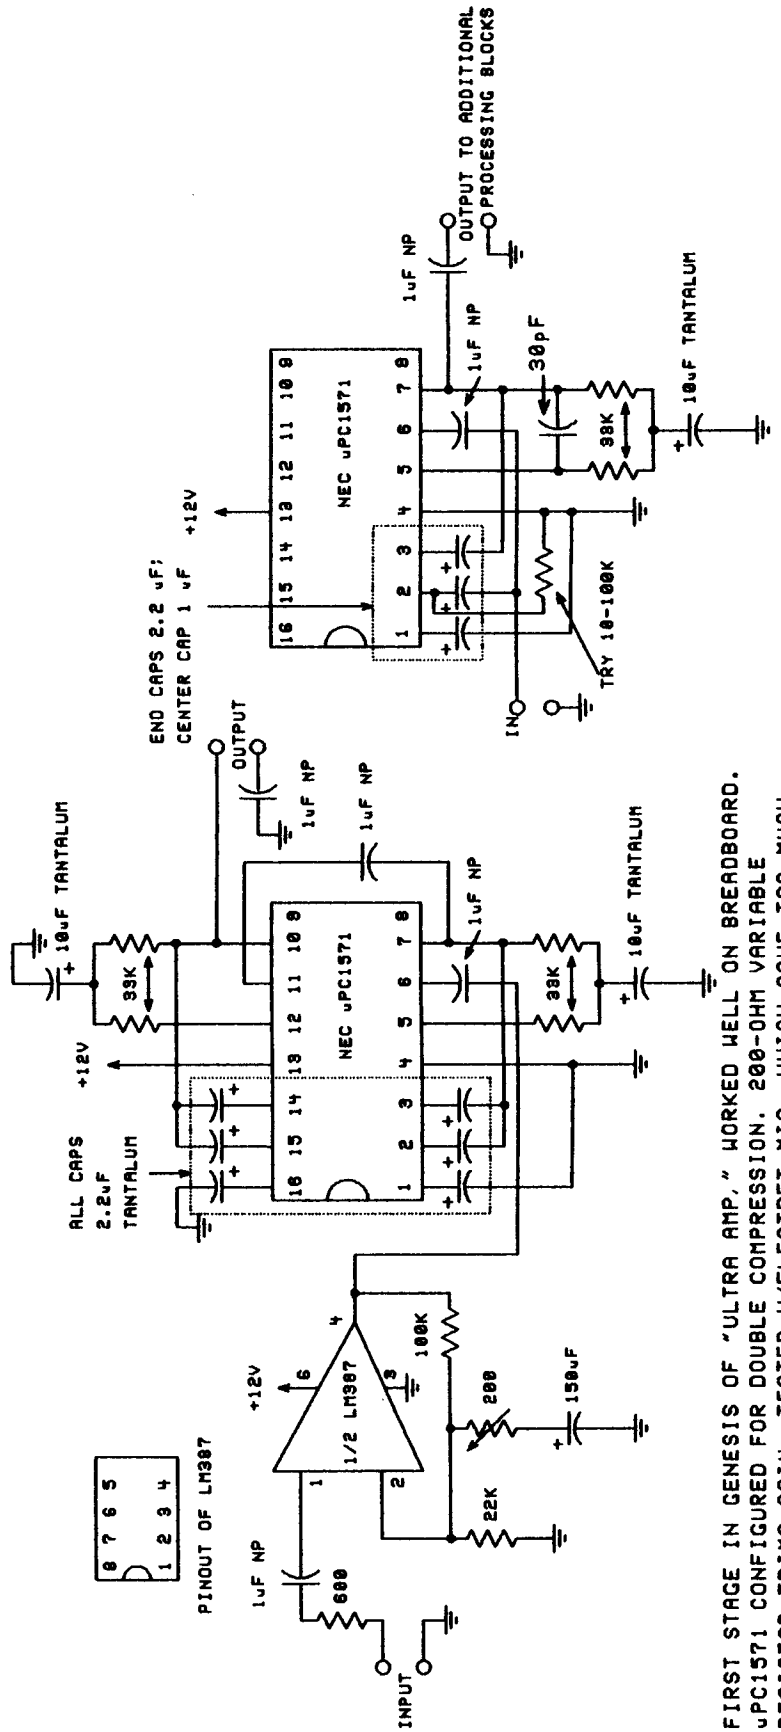 PINOUT OF LM387
8 7 6 5
1 2 3 4
INPUT
600
1uF NP
1
2
1/2 LM387
+12V
6
3
4
22K
200
100K
150uF
+
ALL CAPS
2.2uF
TANTALUM
+12V
33K
10uF TANTALUM
+
+ + +
16 15 14 13 12 11 10 9
NEC uPC1571
1 2 3 4 5 6 7 8
+ + +
33K
1uF NP
+
10uF TANTALUM
1uF NP
OUTPUT
1uF NP
END CAPS 2.2 uF;
CENTER CAP 1 uF
+12V
16 15 14 13 12 11 10 9
NEC uPC1571
1 2 3 4 5 6 7 8
+ + +
IN
TRY 10-100K
33K
30pF
1uF NP
+
10uF TANTALUM
1uF NP
OUTPUT TO ADDITIONAL
PROCESSING BLOCKS
FIRST STAGE IN GENESIS OF "ULTRA AMP," WORKED WELL ON BREADBOARD.
uPC1571 CONFIGURED FOR DOUBLE COMPRESSION. 200-OHM VARIABLE